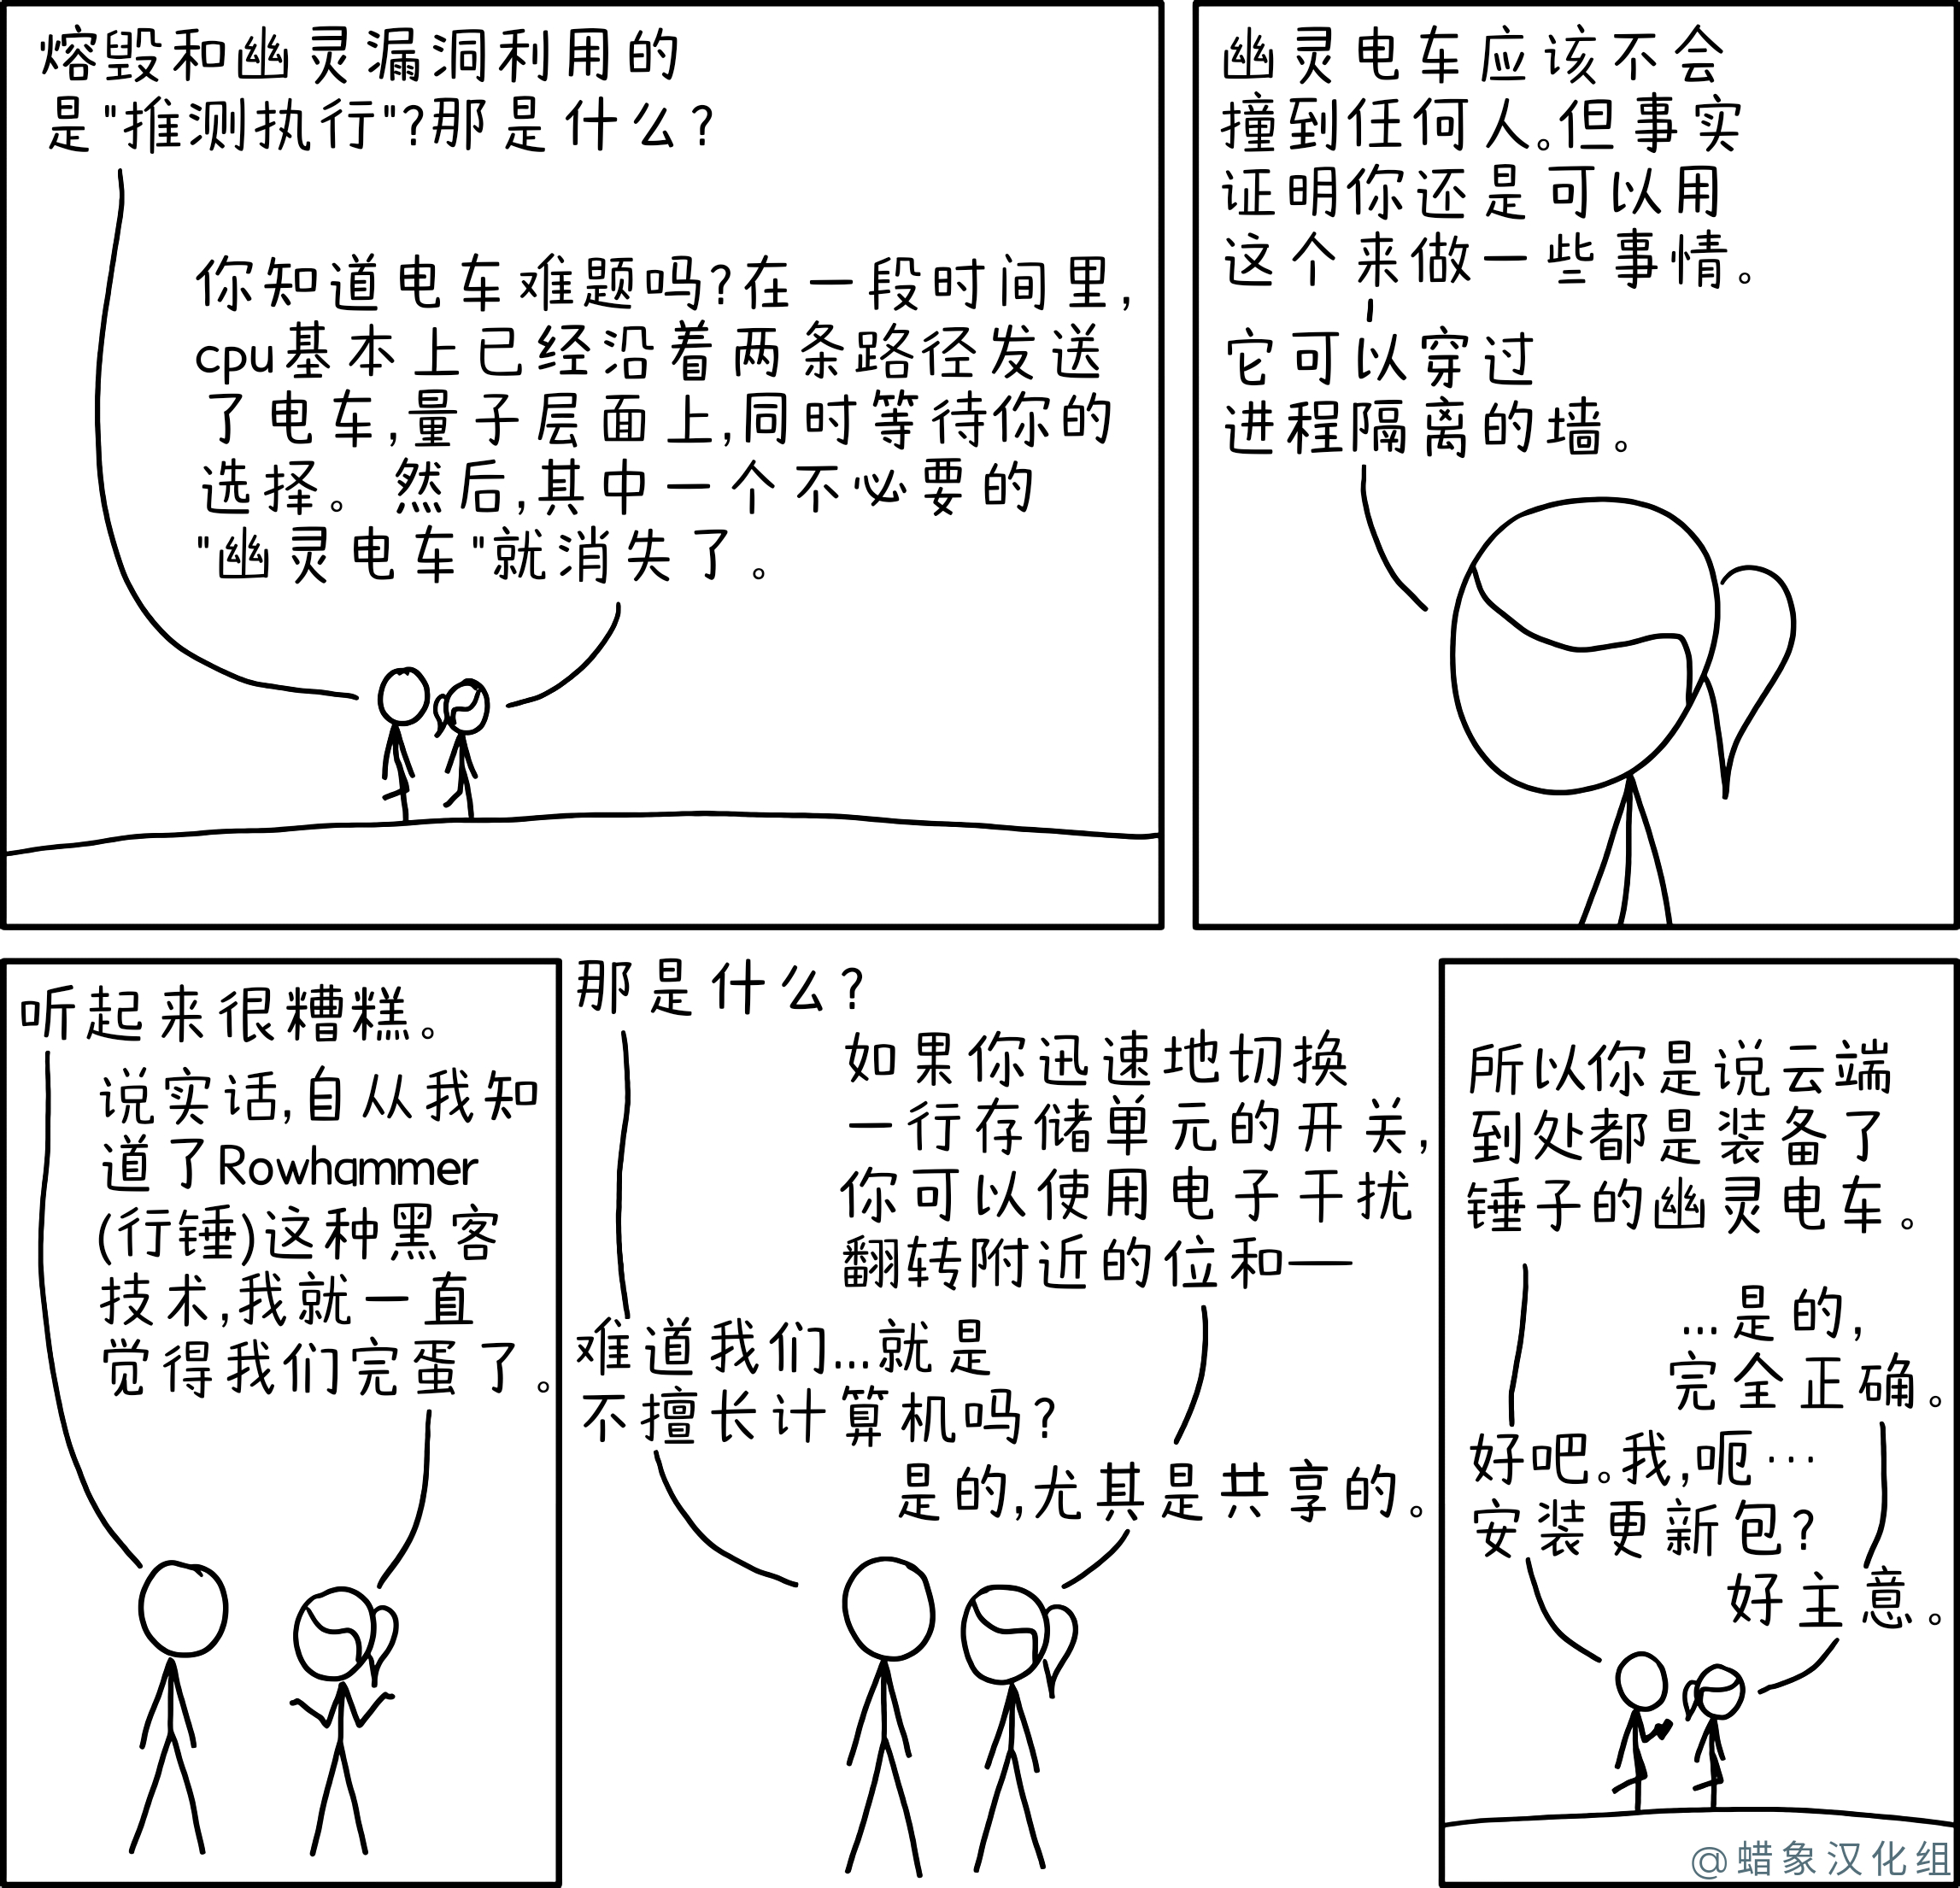 熔毁和幽灵漏洞利用的
是"推测执行"?那是什么?
你知道电车难题吗?在一段时间里,
cpu基本上已经沿着两条路径发送
了电车,量子层面上,同时等待你的
选择。然后,其中一个不必要的
"幽灵电车"就消失了。
幽灵电车应该不会
撞到任何人。但事实
证明你还是可以用
这个来做一些事情。
它可以穿过
进程隔离的墙。
听起来很糟糕。
说实话,自从我知
道了Rowhammer
(行锤)这种黑客
技术,我就一直
觉得我们完蛋了。
那是什么?
如果你迅速地切换
一行存储单元的开关,
你可以使用电子干扰
翻转附近的位和——
难道我们...就是
不擅长计算机吗?
是的,尤其是共享的。
所以你是说云端
到处都是装备了
锤子的幽灵电车。
...是的,
完全正确。
好吧。我,呃…
安装更新包?
好主意。
@蜡象汉化组